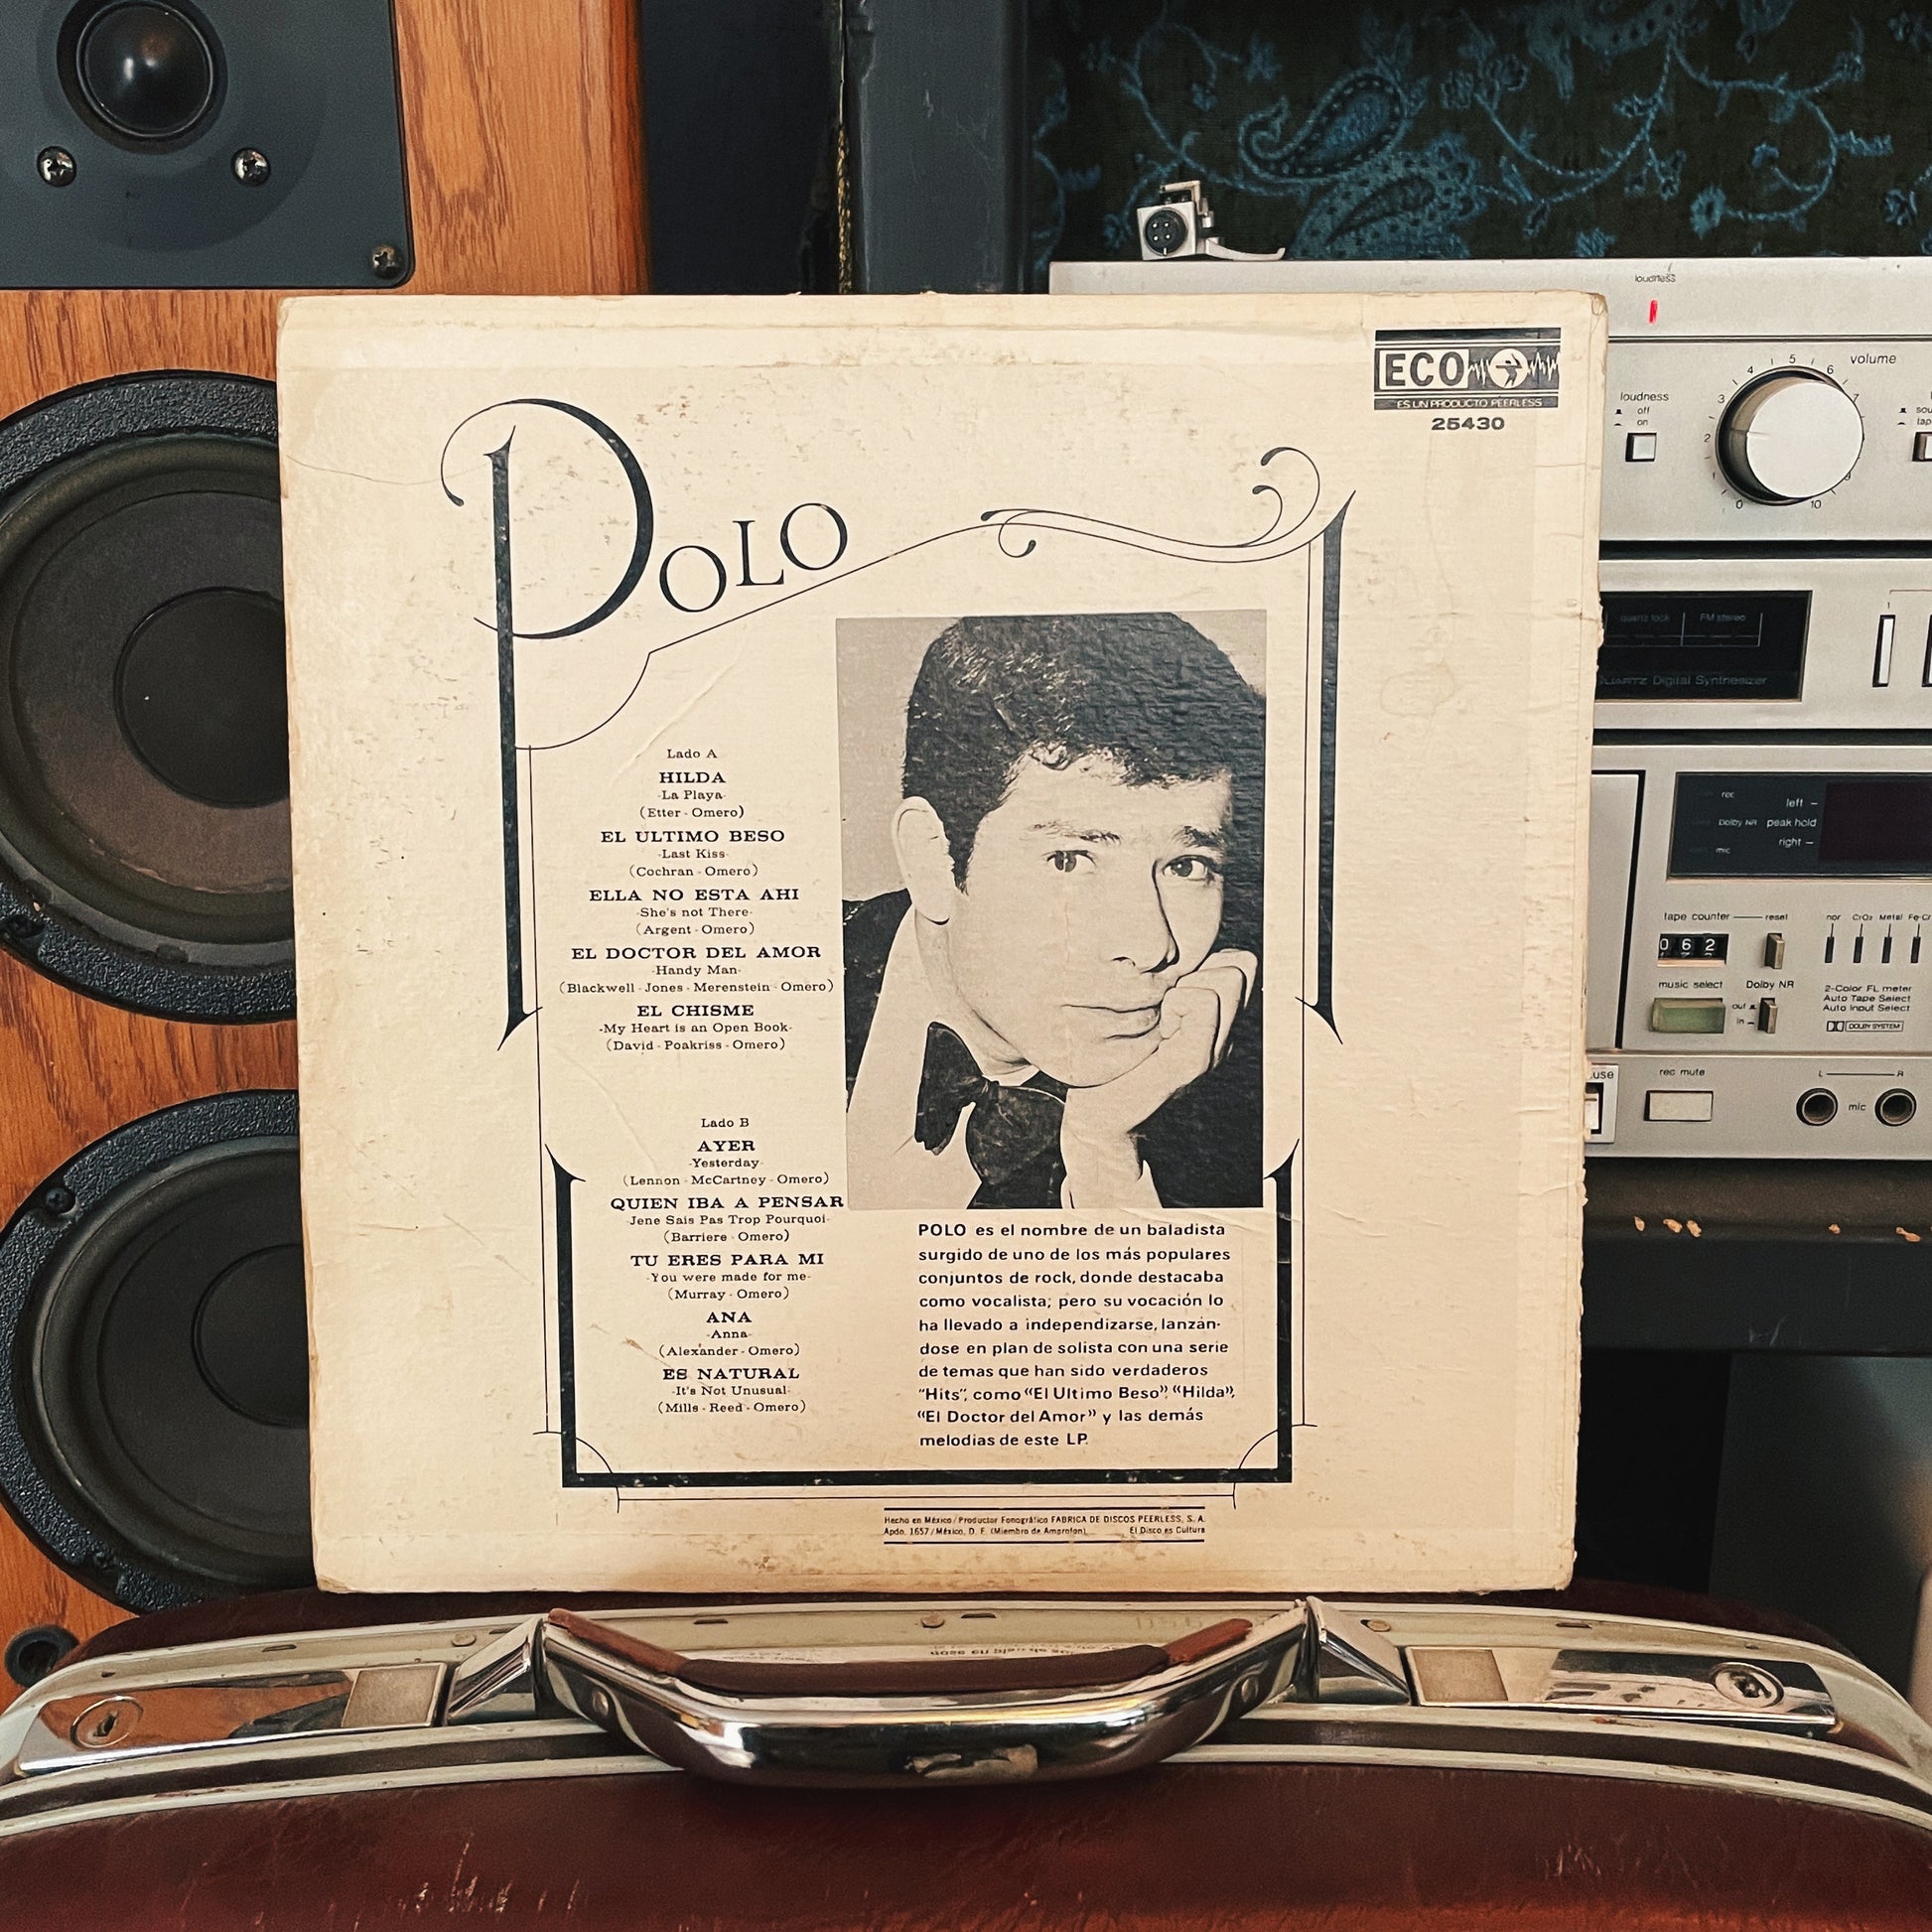 ECO
ES UN PRODUCTO PEERLESS
25430
POLO
Lado A
HILDA
-La Playa-
(Etter - Omero)
EL ULTIMO BESO
-Last Kiss-
(Cochran - Omero)
ELLA NO ESTA AHI
-She's not There-
(Argent - Omero)
EL DOCTOR DEL AMOR
-Handy Man-
(Blackwell - Jones - Merenstein - Omero)
EL CHISME
-My Heart is an Open Book-
(David - Poakriss - Omero)
Lado B
AYER
-Yesterday-
(Lennon - McCartney - Omero)
QUIEN IBA A PENSAR
-Jene Sais Pas Trop Pourquoi-
(Barriere - Omero)
TU ERES PARA MI
-You were made for me-
(Murray - Omero)
ANA
-Anna-
(Alexander - Omero)
ES NATURAL
-It's Not Unusual-
(Mills - Reed - Omero)
POLO es el nombre de un baladista
surgido de uno de los más populares
conjuntos de rock, donde destacaba
como vocalista; pero su vocación lo
ha llevado a independizarse, lanzán-
dose en plan de solista con una serie
de temas que han sido verdaderos
"Hits", como "El Ultimo Beso", "Hilda",
"El Doctor del Amor" y las demás
melodias de este LP.
Hecho en México / Productor Fonográfico FABRICA DE DISCOS PEERLESS, S. A.
Apdo. 1657 / México, D. F. (Miembro de Amprofon) El Disco es Cultura
loudness
volume
loudness
off
on
0 2 3 4 5 6 7 10
quartz lock FM stereo
Quartz Digital Synthesizer
rec
Dolby NR
mic
left
peak hold
right
tape counter reset
062
nor CrO₂ Metal Fe-Cr
music select Dolby NR
out
in
2-Color FL meter
Auto Tape Select
Auto Input Select
DOLBY SYSTEM
rec mute
L R
mic